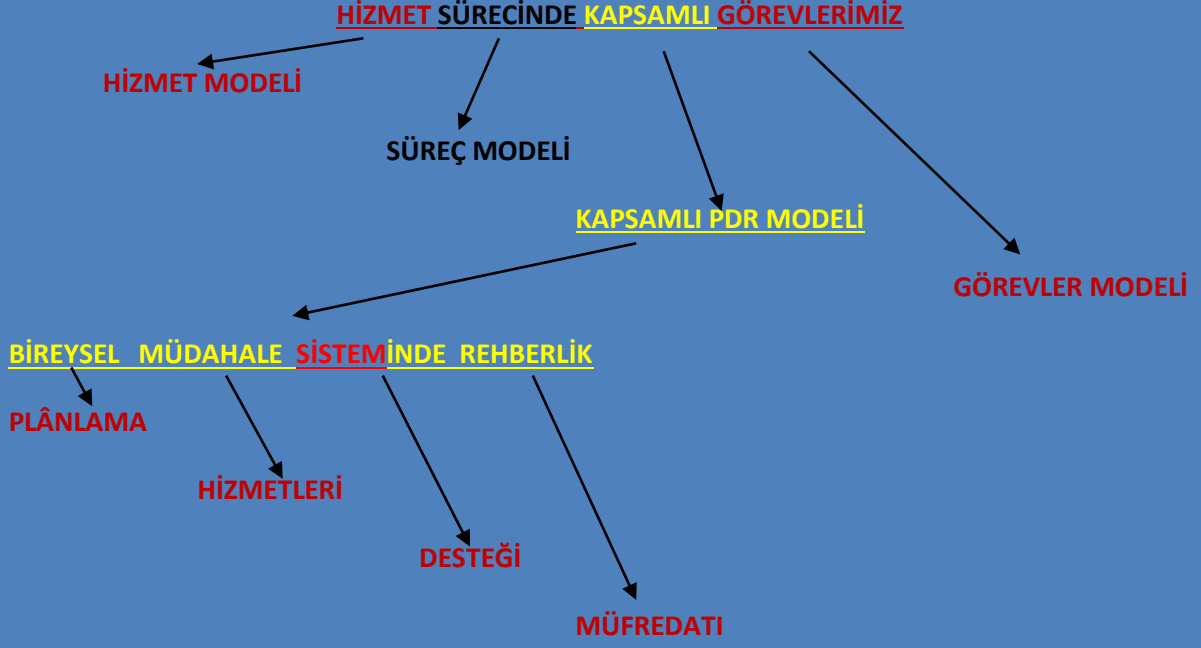 HİZMET SÜRECİNDE KAPSAMLI GÖREVLERİMİZ
HİZMET MODELİ
SÜREÇ MODELİ
KAPSAMLI PDR MODELİ
GÖREVLER MODELİ
BİREYSEL MÜDAHALE SİSTEMİNDE REHBERLİK
PLÂNLAMA
HİZMETLERİ
DESTEĞİ
MÜFREDATI